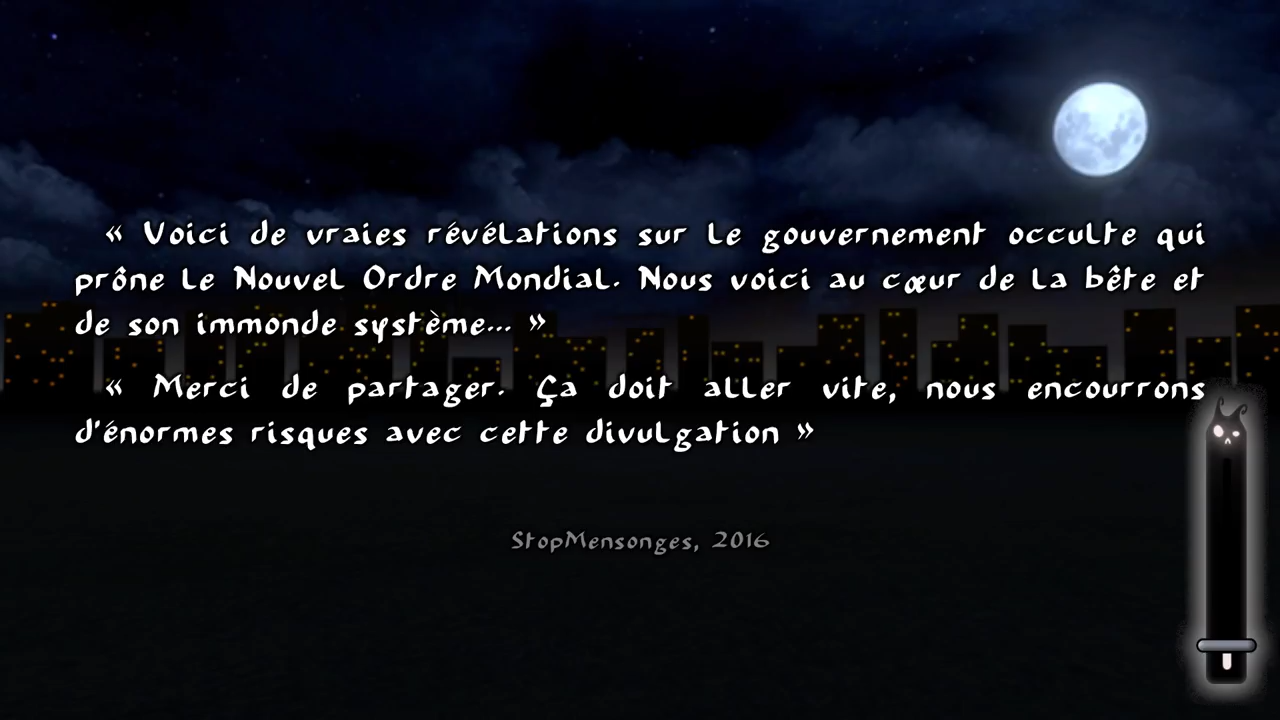 « Voici de vraies révélations sur le gouvernement occulte qui
prône le Nouvel Ordre Mondial. Nous voici au cœur de la bête et
de son immonde système... »
« Merci de partager. Ça doit aller vite, nous encourrons
d'énormes risques avec cette divulgation »
StopMensonges, 2016